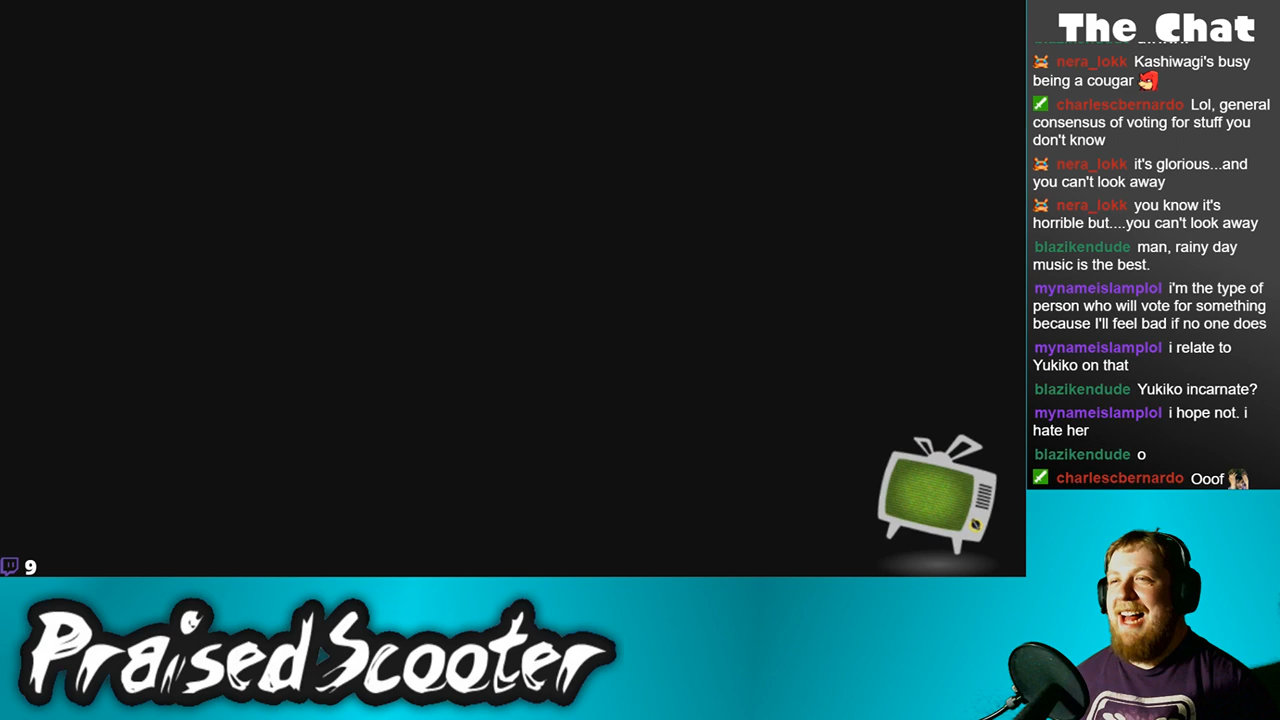 The Chat
nera_lokk Kashiwagi's busy
being a cougar
charlescbernardo Lol, general
consensus of voting for stuff you
don't know
nera_lokk it's glorious...and
you can't look away
nera_lokk you know it's
horrible but....you can't look away
blazikendude man, rainy day
music is the best.
mynameislamplol i'm the type of
person who will vote for something
because I'll feel bad if no one does
mynameislamplol i relate to
Yukiko on that
blazikendude Yukiko incarnate?
mynameislamplol i hope not. i
hate her
blazikendude o
charlescbernardo Ooof
9
PraisedScooter